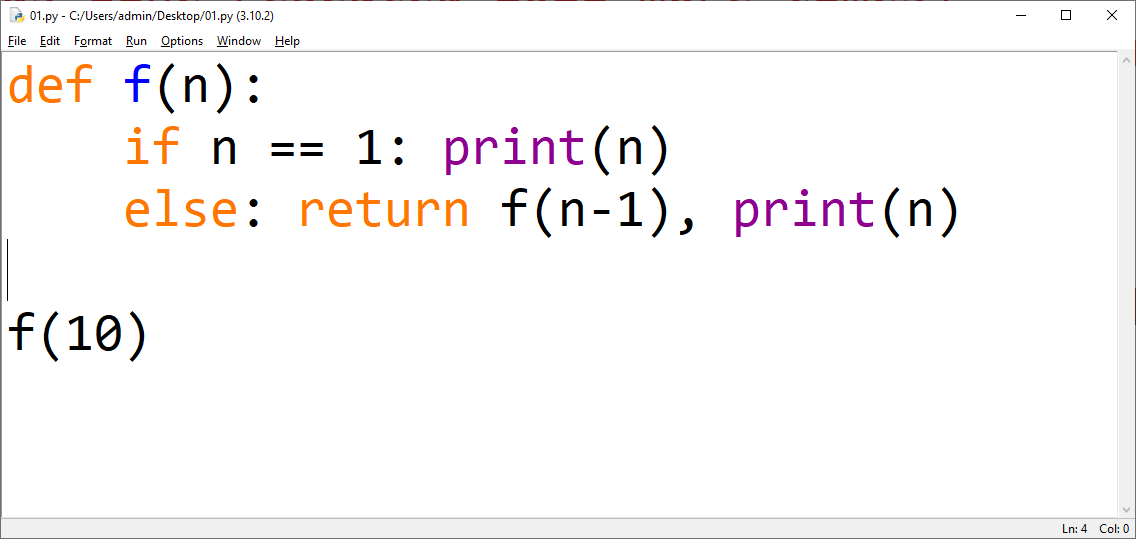 01.py - C:/Users/admin/Desktop/01.py (3.10.2)
File Edit Format Run Options Window Help
def f(n):
    if n == 1: print(n)
    else: return f(n-1), print(n)
f(10)
Ln: 4 Col: 0